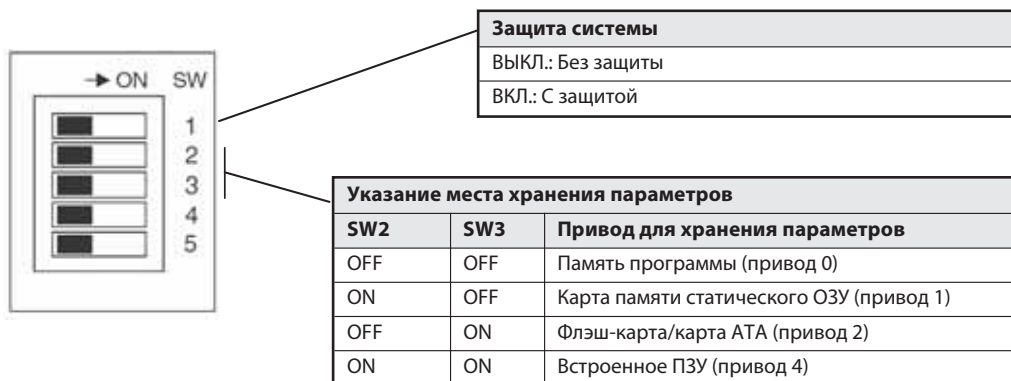 Защита системы
ВЫКЛ.: Без защиты
ВКЛ.: С защитой
ON SW
1
2
3
4
5
Указание места хранения параметров
SW2 SW3 Привод для хранения параметров
OFF OFF Память программы (привод 0)
ON OFF Карта памяти статического ОЗУ (привод 1)
OFF ON Флэш-карта/карта ATA (привод 2)
ON ON Встроенное ПЗУ (привод 4)